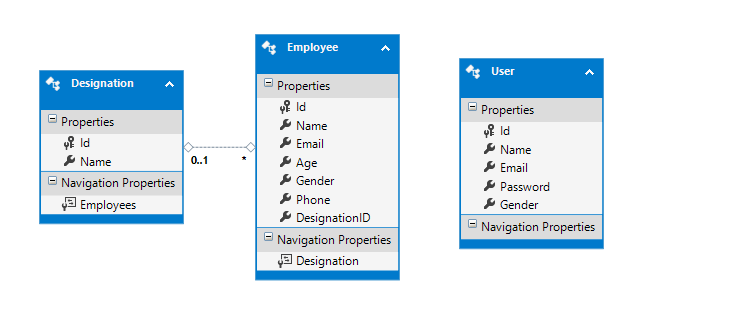 Designation
Properties
Id
Name
Navigation Properties
Employees
0..1
*
Employee
Properties
Id
Name
Email
Age
Gender
Phone
DesignationID
Navigation Properties
Designation
User
Properties
Id
Name
Email
Password
Gender
Navigation Properties